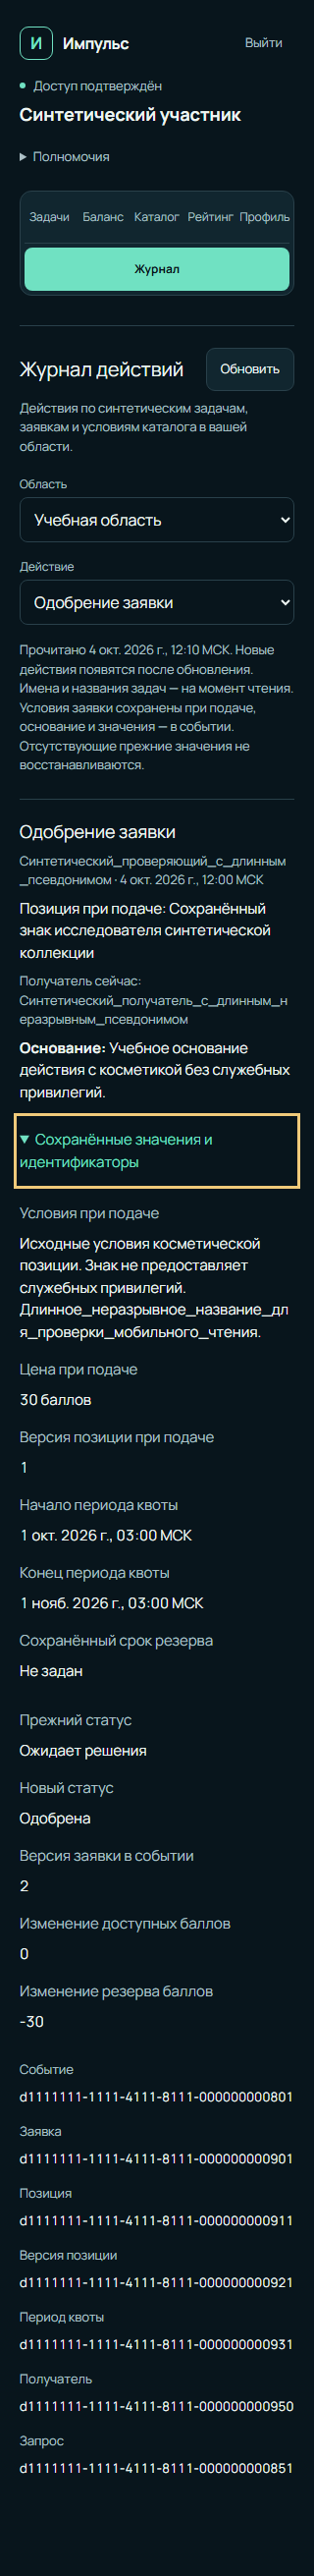 И Импульс Выйти
Доступ подтверждён
Синтетический участник
Полномочия
Задачи Баланс Каталог Рейтинг Профиль
Журнал
Журнал действий Обновить
Действия по синтетическим задачам,
заявкам и условиям каталога в вашей
области.
Область
Учебная область
Действие
Одобрение заявки
Прочитано 4 окт. 2026 г., 12:10 МСК. Новые
действия появятся после обновления.
Имена и названия задач — на момент чтения.
Условия заявки сохранены при подаче,
основание и значения — в событии.
Отсутствующие прежние значения не
восстанавливаются.
Одобрение заявки
Синтетический_проверяющий_с_длинным
_псевдонимом · 4 окт. 2026 г., 12:00 МСК
Позиция при подаче: Сохранённый
знак исследователя синтетической
коллекции
Получатель сейчас:
Синтетический_получатель_с_длинным_н
еразрывным_псевдонимом
Основание: Учебное основание
действия с косметикой без служебных
привилегий.
Сохранённые значения и
идентификаторы
Условия при подаче
Исходные условия косметической
позиции. Знак не предоставляет
служебных привилегий.
Длинное_неразрывное_название_дл
я_проверки_мобильного_чтения.
Цена при подаче
30 баллов
Версия позиции при подаче
1
Начало периода квоты
1 окт. 2026 г., 03:00 МСК
Конец периода квоты
1 нояб. 2026 г., 03:00 МСК
Сохранённый срок резерва
Не задан
Прежний статус
Ожидает решения
Новый статус
Одобрена
Версия заявки в событии
2
Изменение доступных баллов
0
Изменение резерва баллов
-30
Событие
d1111111-1111-4111-8111-000000000801
Заявка
d1111111-1111-4111-8111-000000000901
Позиция
d1111111-1111-4111-8111-000000000911
Версия позиции
d1111111-1111-4111-8111-000000000921
Период квоты
d1111111-1111-4111-8111-000000000931
Получатель
d1111111-1111-4111-8111-000000000950
Запрос
d1111111-1111-4111-8111-000000000851